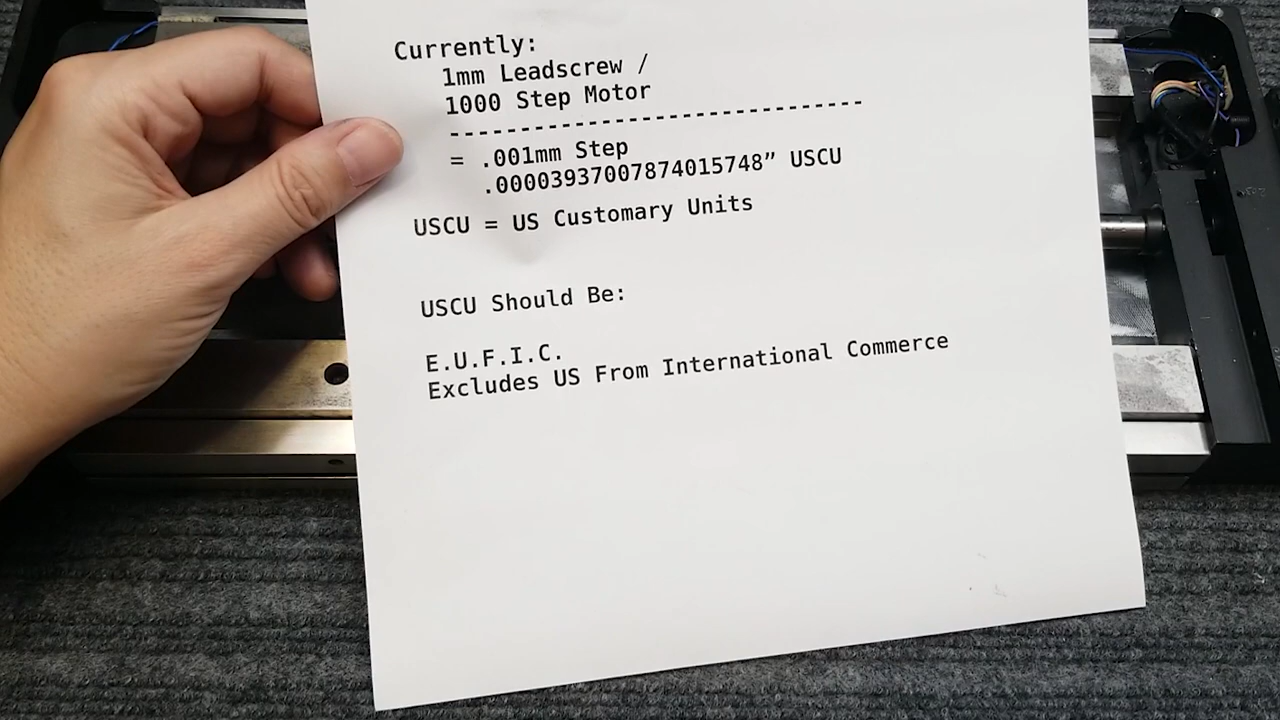 Currently:
1mm Leadscrew /
1000 Step Motor
-----------------------------
= .001mm Step
.00003937007874015748” USCU
USCU = US Customary Units
USCU Should Be:
E.U.F.I.C.
Excludes US From International Commerce